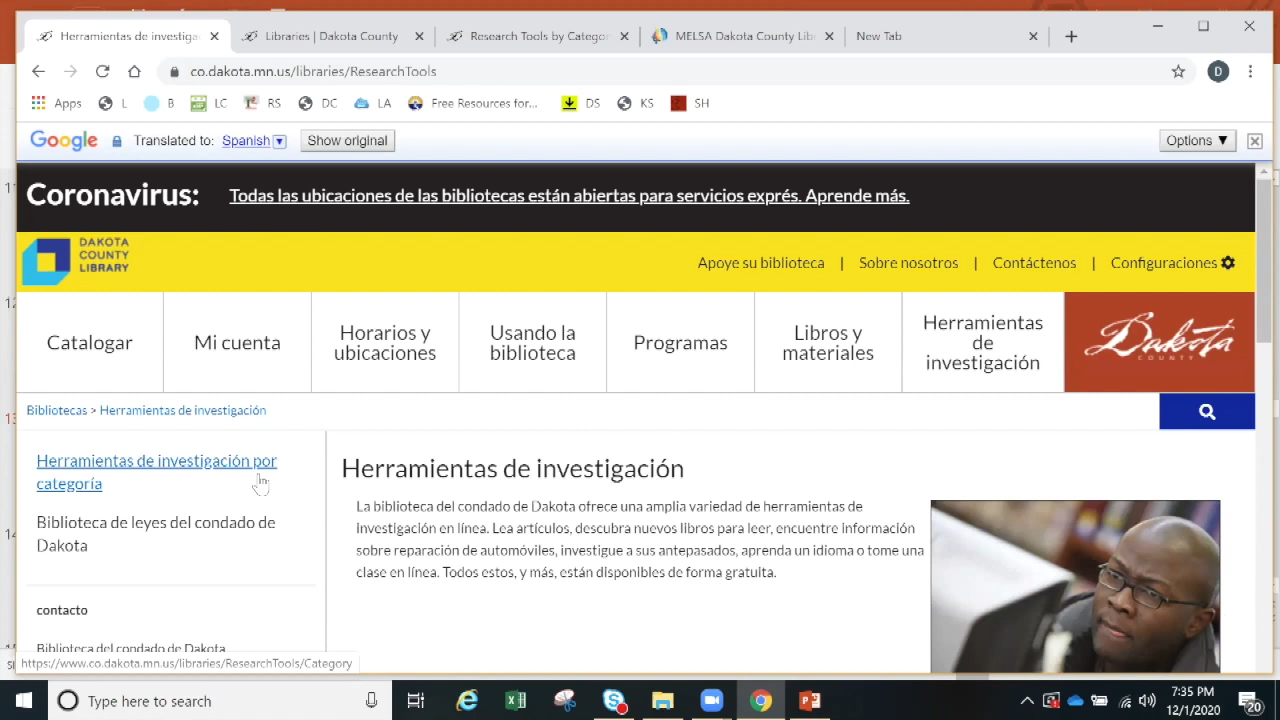 Herramientas de investiga
Libraries | Dakota County
Research Tools by Categor
MELSA Dakota County Lib
New Tab
co.dakota.mn.us/libraries/ResearchTools
D
Apps
L
B
LC
RS
DC
LA
Free Resources for...
DS
KS
SH
Google
Translated to: Spanish
Show original
Options ▼
Coronavirus:
Todas las ubicaciones de las bibliotecas están abiertas para servicios exprés. Aprende más.
DAKOTA
COUNTY
LIBRARY
Apoye su biblioteca | Sobre nosotros | Contáctenos | Configuraciones
Catalogar
Mi cuenta
Horarios y
ubicaciones
Usando la
biblioteca
Programas
Libros y
materiales
Herramientas
de
investigación
Dakota
COUNTY
Bibliotecas > Herramientas de investigación
Herramientas de investigación por
categoría
Biblioteca de leyes del condado de
Dakota
contacto
Biblioteca del condado de Dakota
Herramientas de investigación
La biblioteca del condado de Dakota ofrece una amplia variedad de herramientas de
investigación en línea. Lea artículos, descubra nuevos libros para leer, encuentre información
sobre reparación de automóviles, investigue a sus antepasados, aprenda un idioma o tome una
clase en línea. Todos estos, y más, están disponibles de forma gratuita.
https://www.co.dakota.mn.us/libraries/ResearchTools/Category
Type here to search
7:35 PM
12/1/2020
20